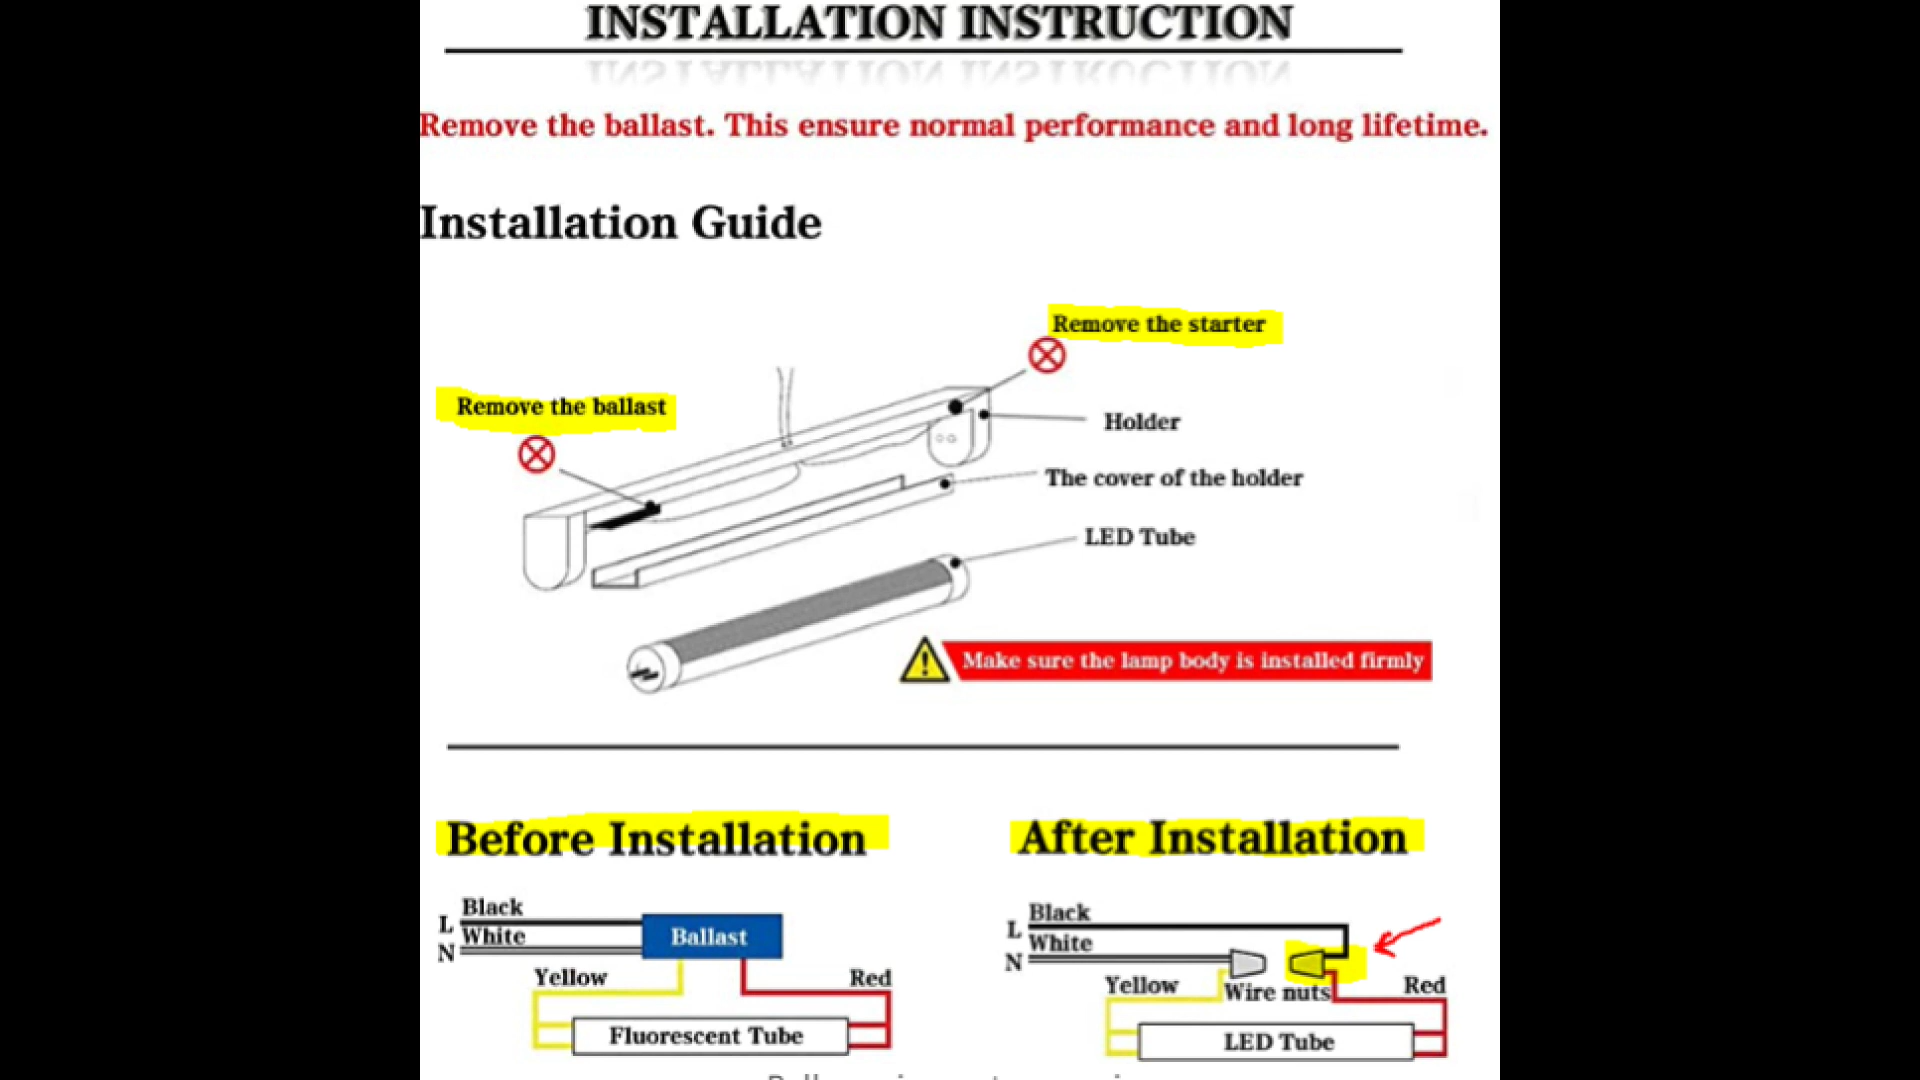 INSTALLATION INSTRUCTION
Remove the ballast. This ensure normal performance and long lifetime.
Installation Guide
Remove the starter
Remove the ballast
Holder
The cover of the holder
LED Tube
Make sure the lamp body is installed firmly
Before Installation
After Installation
Black
L
White
N
Ballast
Yellow
Red
Fluorescent Tube
Black
L
White
N
Yellow
Wire nuts
Red
LED Tube